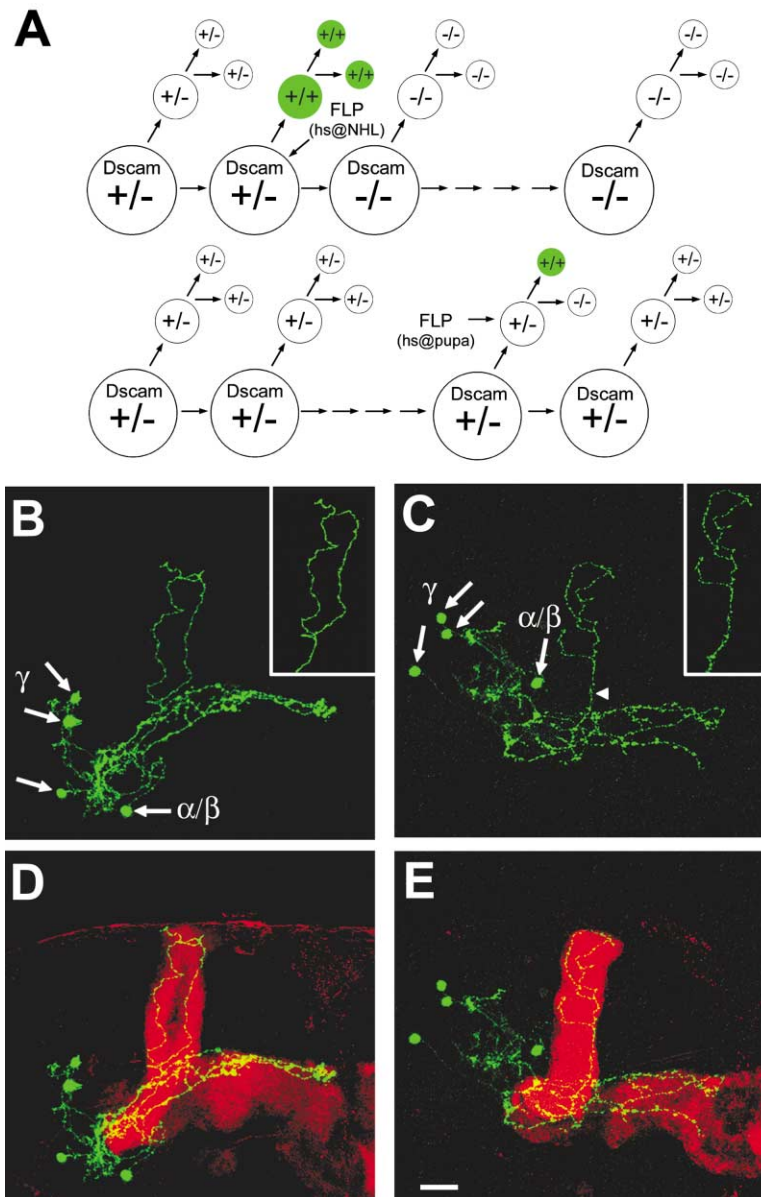 A
+/- +/+ -/-  -/-
+/- +/+ -/- -/-
+/- +/+ -/- -/-
FLP
(hs@NHL)
Dscam Dscam Dscam Dscam
+/- +/- -/- -/-
+/- +/- +/+ +/-
+/- +/- -/- +/-
+/- +/- +/- +/-
FLP
(hs@pupa)
Dscam Dscam Dscam Dscam
+/- +/- +/- +/-
B
γ
α/β
C
γ
α/β
D
E